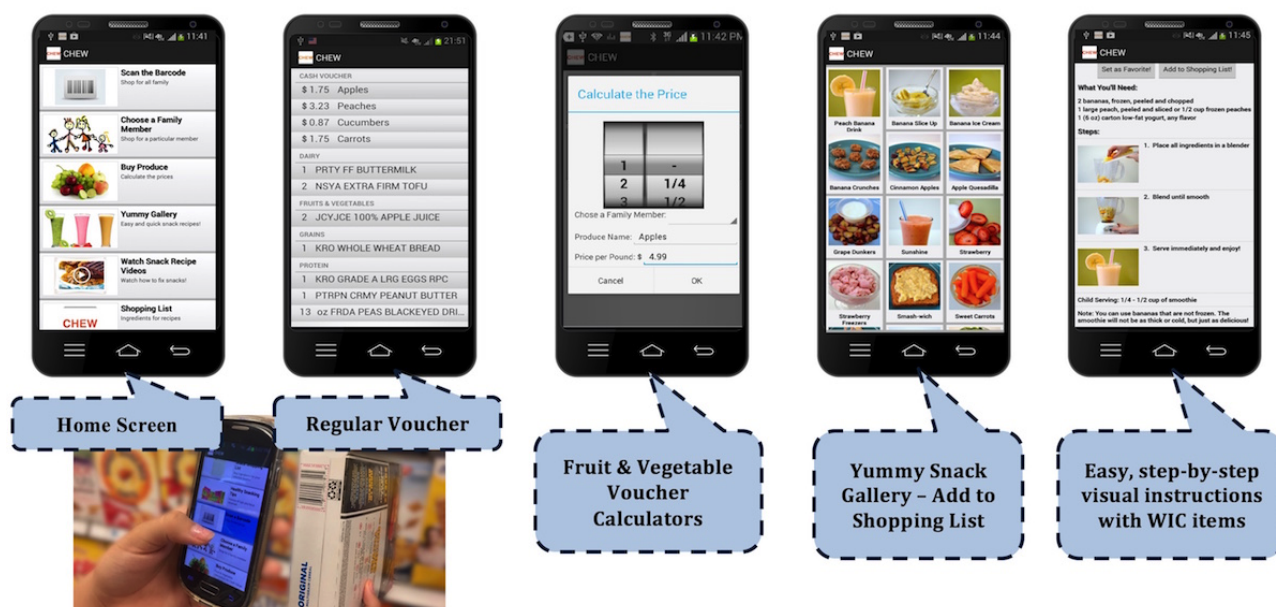 11:41
CHEW
Scan the Barcode
Shop for all family
Choose a Family
Member
Shop for a particular member
Buy Produce
Calculate the prices
Yummy Gallery
Easy and quick snack recipes!
Watch Snack Recipe
Videos
Watch how to fix snacks!
CHEW
Shopping List
Ingredients for recipes
Home Screen
21:51
CHEW
CASH VOUCHER
$ 1.75 Apples
$ 3.23 Peaches
$ 0.87 Cucumbers
$ 1.75 Carrots
DAIRY
1 PRTY FF BUTTERMILK
2 NSYA EXTRA FIRM TOFU
FRUITS & VEGETABLES
2 JCYJCE 100% APPLE JUICE
GRAINS
1 KRO WHOLE WHEAT BREAD
PROTEIN
1 KRO GRADE A LRG EGGS RPC
1 PTRPN CRMY PEANUT BUTTER
13 oz FRDA PEAS BLACKEYED DRI...
Regular Voucher
11:42 PM
CHEW
Calculate the Price
1 -
2 1/4
3 1/2
Chose a Family Member:
Produce Name: Apples
Price per Pound: $ 4.99
Cancel OK
Fruit & Vegetable
Voucher
Calculators
11:44
CHEW
Peach Banana
Drink
Banana Slice Up
Banana Ice Cream
Banana Crunches
Cinnamon Apples
Apple Quesadilla
Grape Dunkers
Sunshine
Strawberry
Strawberry
Freezers
Smash-wich
Sweet Carrots
Yummy Snack
Gallery – Add to
Shopping List
11:45
CHEW
Set as Favorite! Add to Shopping List!
What You'll Need:
2 bananas, frozen, peeled and chopped
1 large peach, peeled and sliced or 1/2 cup frozen peaches
1 (6 oz) carton low-fat yogurt, any flavor
Steps:
1. Place all ingredients in a blender
2. Blend until smooth
3. Serve immediately and enjoy!
Child Serving: 1/4 - 1/2 cup of smoothie
Note: You can use bananas that are not frozen. The
smoothie will not be as thick or cold, but just as delicious!
Easy, step-by-step
visual instructions
with WIC items
Healthy Snacking
Tips
Choose a Family
Member
Buy Produce
ORIGINAL